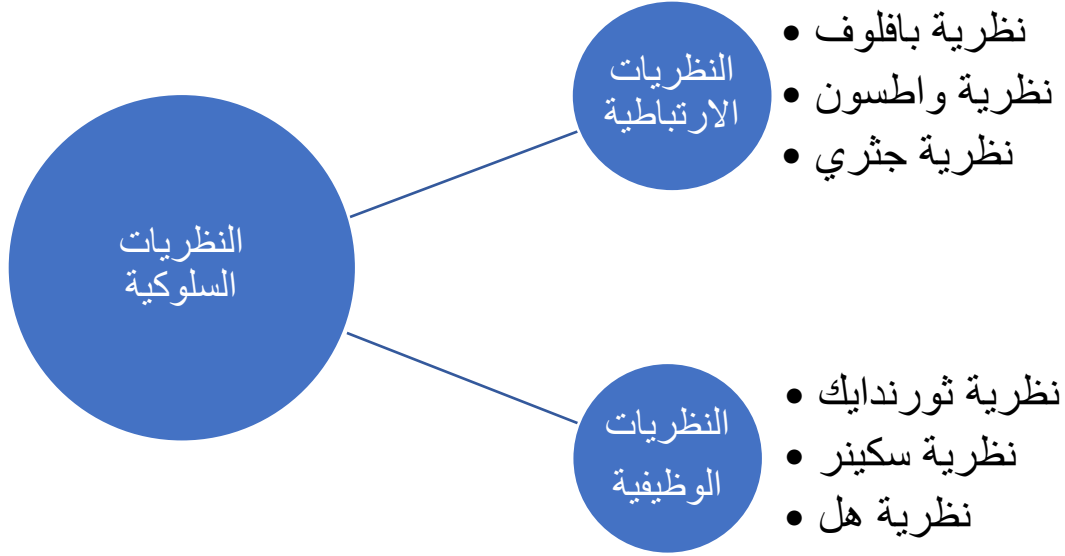 النظريات
السلوكية
النظريات
الارتباطية
• نظرية بافلوف
• نظرية واطسون
• نظرية جثري
النظريات
الوظيفية
• نظرية ثورندايك
• نظرية سكينر
• نظرية هل